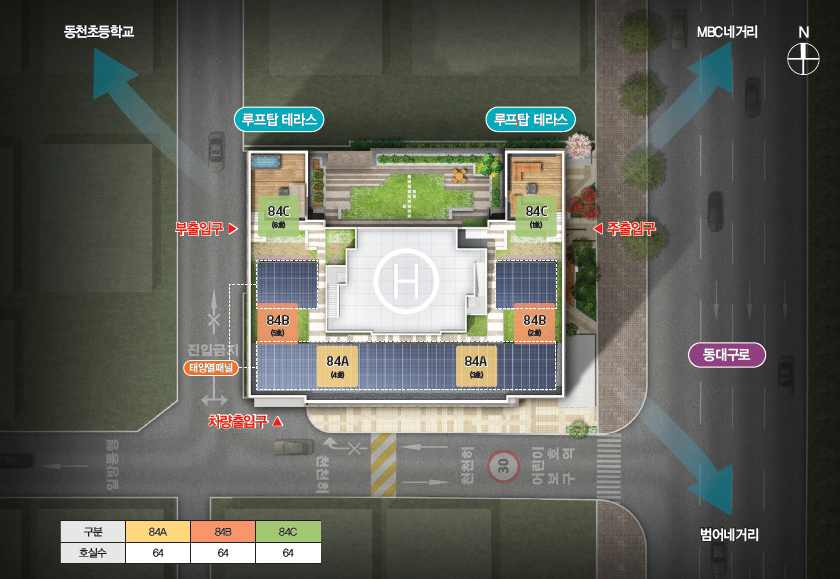 동천초등학교
MBC네거리
N
루프탑 테라스
루프탑 테라스
84C
(6호)
84C
(1호)
부출입구
주출입구
H
84B
(5호)
84B
(2호)
진입금지
태양열패널
84A
(4호)
84A
(3호)
동대구로
차량출입구
일방통행
천천히
천천히
30
어린이 보호구역
범어네거리
구분 84A 84B 84C
호실수 64 64 64